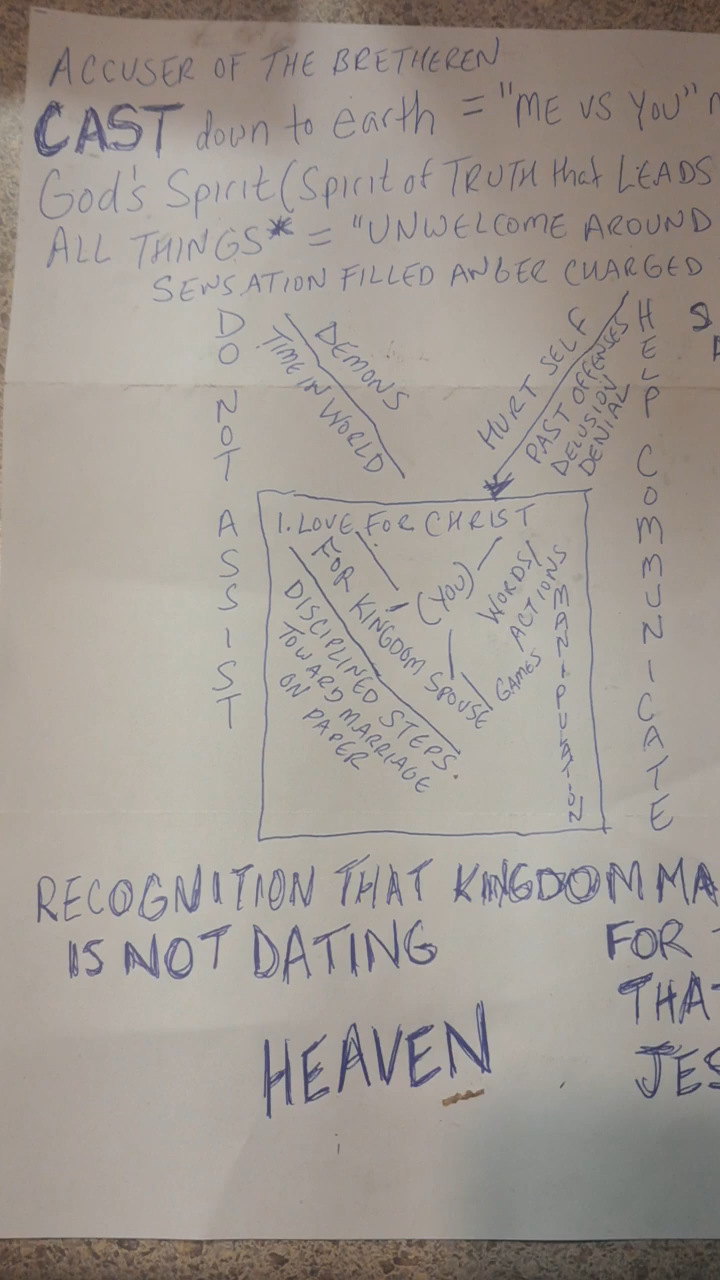 ACCUSER OF THE BRETHEREN
CAST down to earth = "ME VS YOU"
God's Spirit (Spirit of TRUTH that LEADS
ALL THINGS* = "UNWELCOME AROUND
SENSATION FILLED ANGER CHARGED
DO NOT ASSIST
DEMONS
TIME IN WORLD
HURT SELF
PAST OFFENSES
DELUSION
DENIAL
HELP COMMUNICATE
S
1. LOVE FOR CHRIST
FOR KINGDOM SPOUSE
(YOU)
WORDS/
ACTIONS
GAMES
MANIPULATION
DISCIPLINED STEPS.
TOWARD MARRIAGE
ON PAPER
RECOGNITION THAT KINGDOM MA
IS NOT DATING
FOR
THAT
JES
HEAVEN